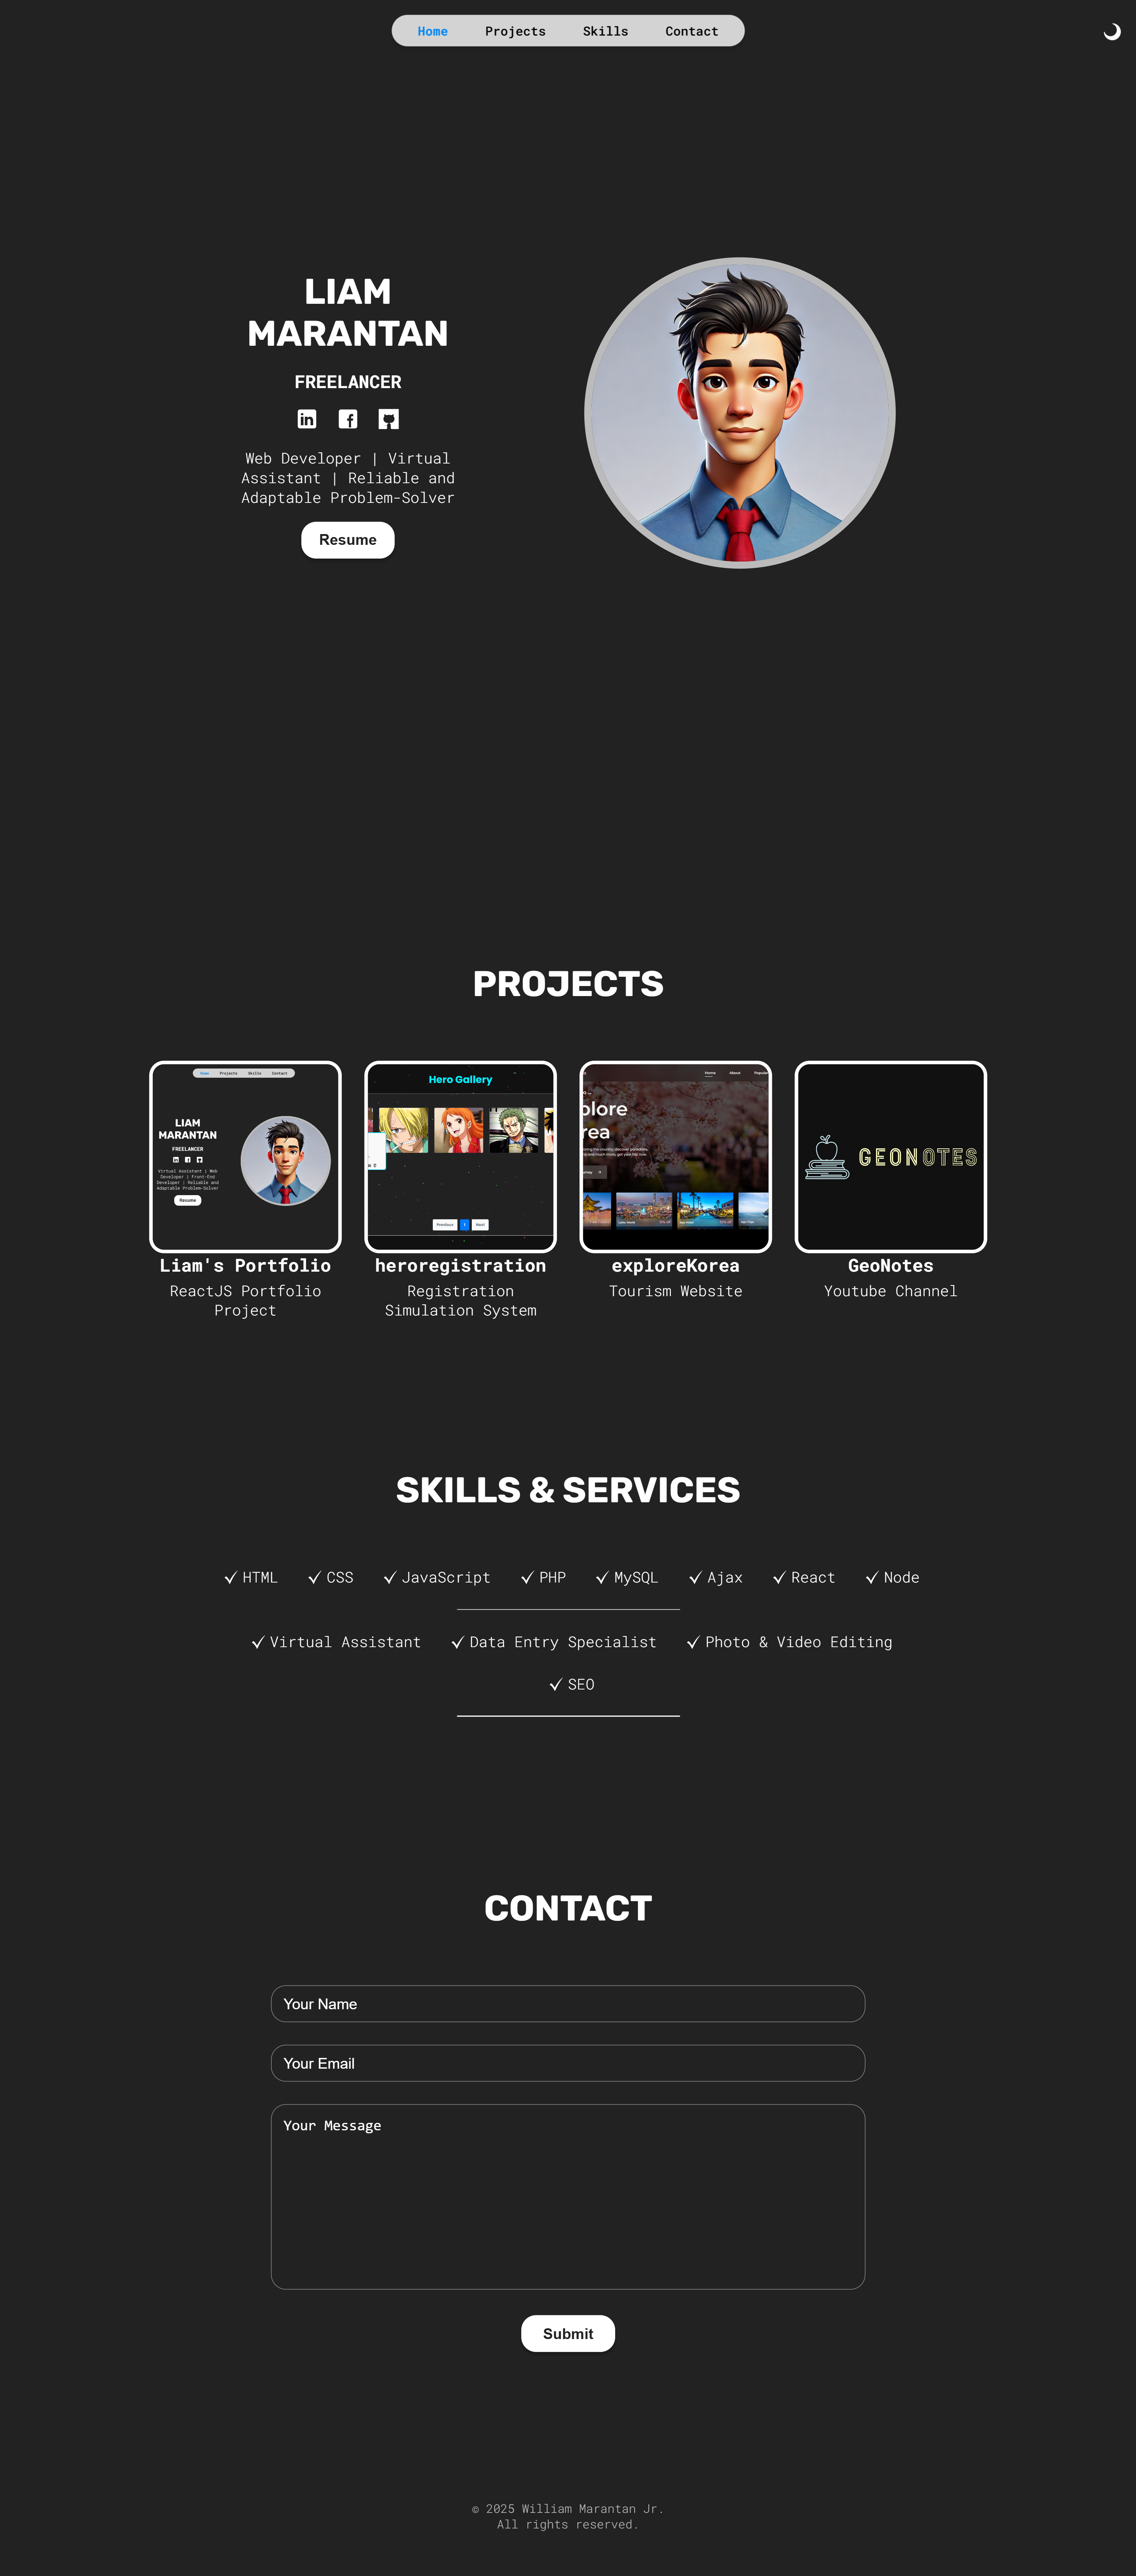 Home Projects Skills Contact
LIAM
MARANTAN
FREELANCER
Web Developer | Virtual
Assistant | Reliable and
Adaptable Problem-Solver
Resume
PROJECTS
Home Projects Skills Contact
LIAM
MARANTAN
FREELANCER
Virtual Assistant | Web
Developer | Front-End
Developer | Reliable and
Adaptable Problem-Solver
Resume
Liam's Portfolio
ReactJS Portfolio
Project
Hero Gallery
Previous 1 Next
heroregistration
Registration
Simulation System
Home About Popular
plore
rea
exploreKorea
Tourism Website
GEONOTES
GeoNotes
Youtube Channel
SKILLS & SERVICES
HTML CSS JavaScript PHP MySQL Ajax React Node
Virtual Assistant Data Entry Specialist Photo & Video Editing
SEO
CONTACT
Your Name
Your Email
Your Message
Submit
© 2025 William Marantan Jr.
All rights reserved.